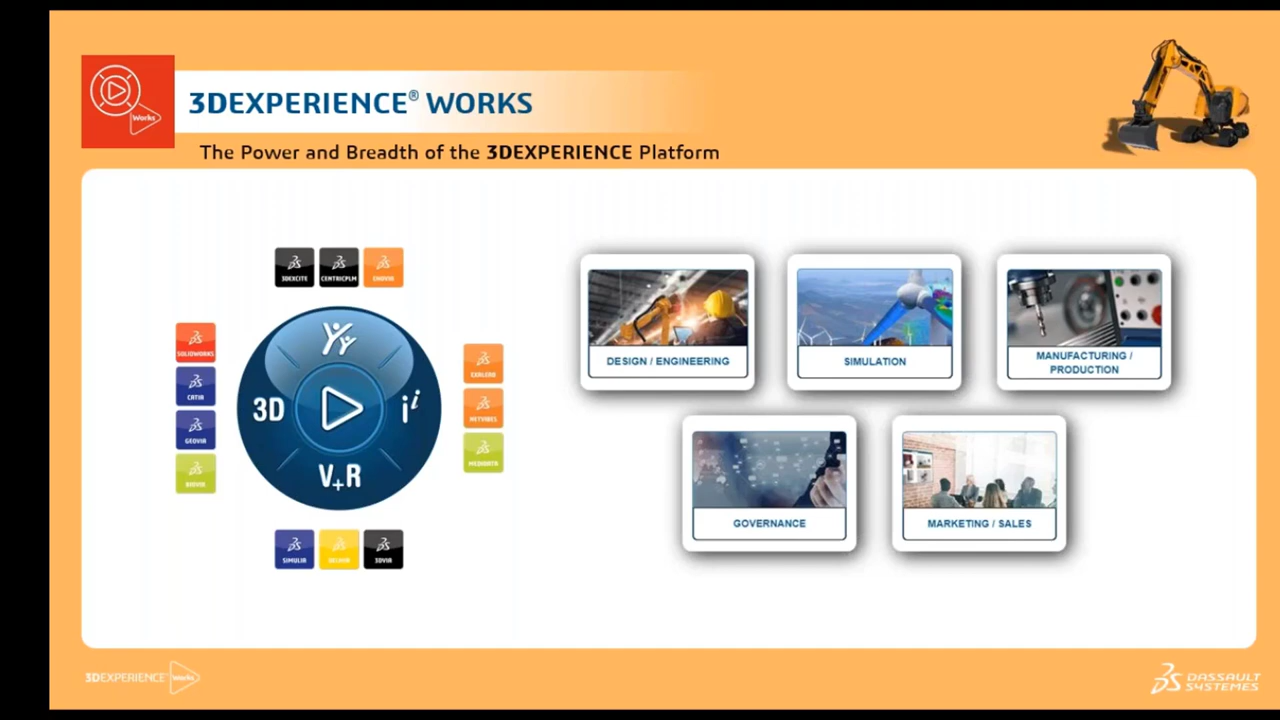 Works
3DEXPERIENCE® WORKS
The Power and Breadth of the 3DEXPERIENCE Platform
3DEXCITE
CENTRICPLM
ENOVIA
SOLIDWORKS
CATIA
GEOVIA
BIOVIA
3D
V+R
i i
EXALEAD
NETVIBES
MEDIDATA
SIMULIA
DELMIA
3DVIA
DESIGN / ENGINEERING
SIMULATION
MANUFACTURING /
PRODUCTION
GOVERNANCE
MARKETING / SALES
3DEXPERIENCE® Works
DASSAULT
SYSTEMES